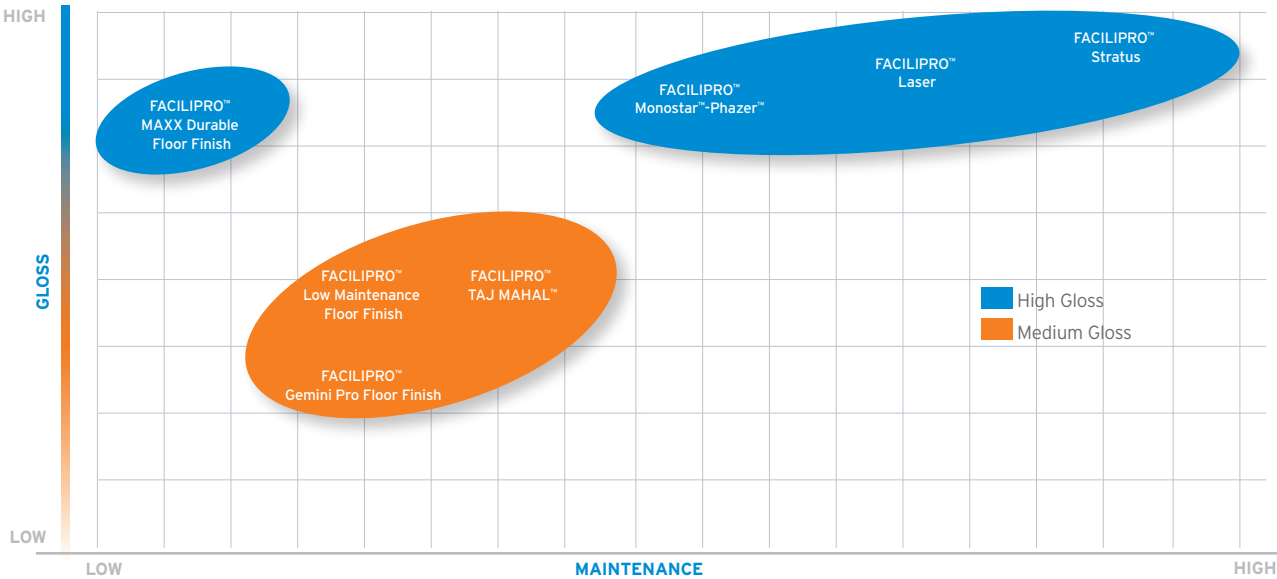 HIGH
FACILIPRO™
MAXX Durable
Floor Finish
FACILIPRO™
Monostar™-Phazer™
FACILIPRO™
Laser
FACILIPRO™
Stratus
GLOSS
FACILIPRO™
Low Maintenance
Floor Finish
FACILIPRO™
TAJ MAHAL™
FACILIPRO™
Gemini Pro Floor Finish
High Gloss
Medium Gloss
LOW
LOW
MAINTENANCE
HIGH